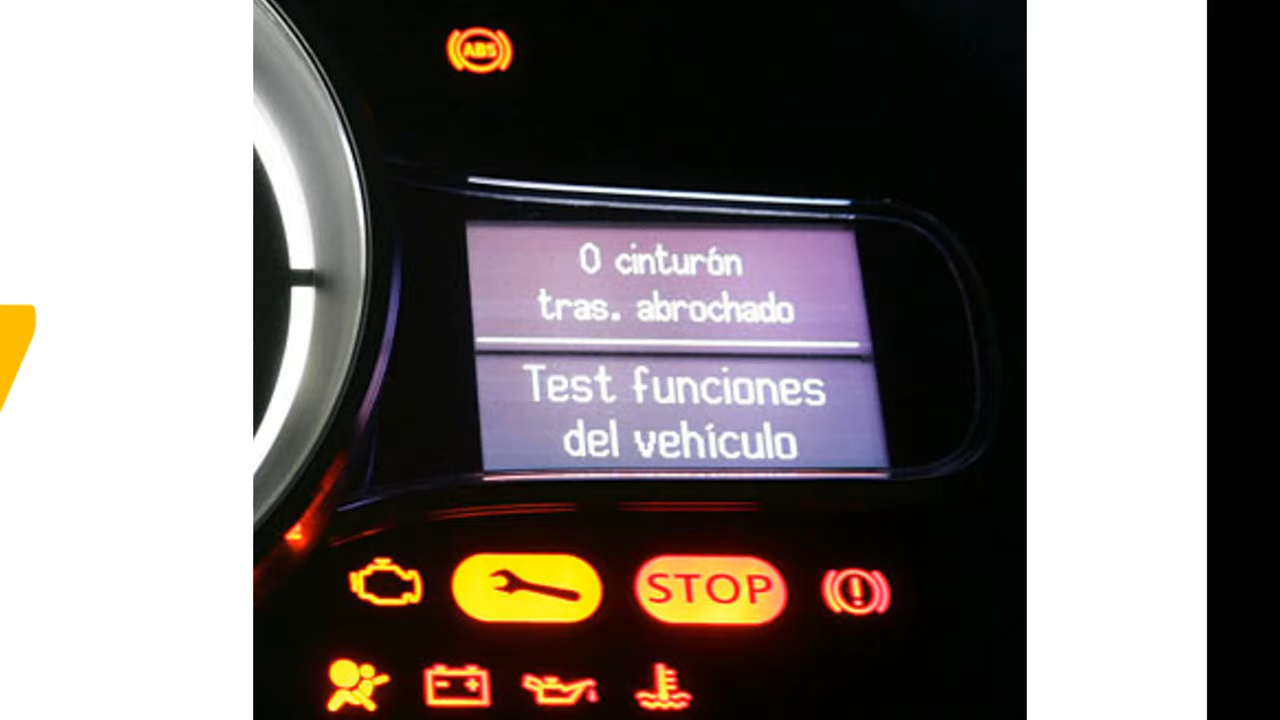 ABS
0 cinturón
tras. abrochado
Test funciones
del vehículo
STOP